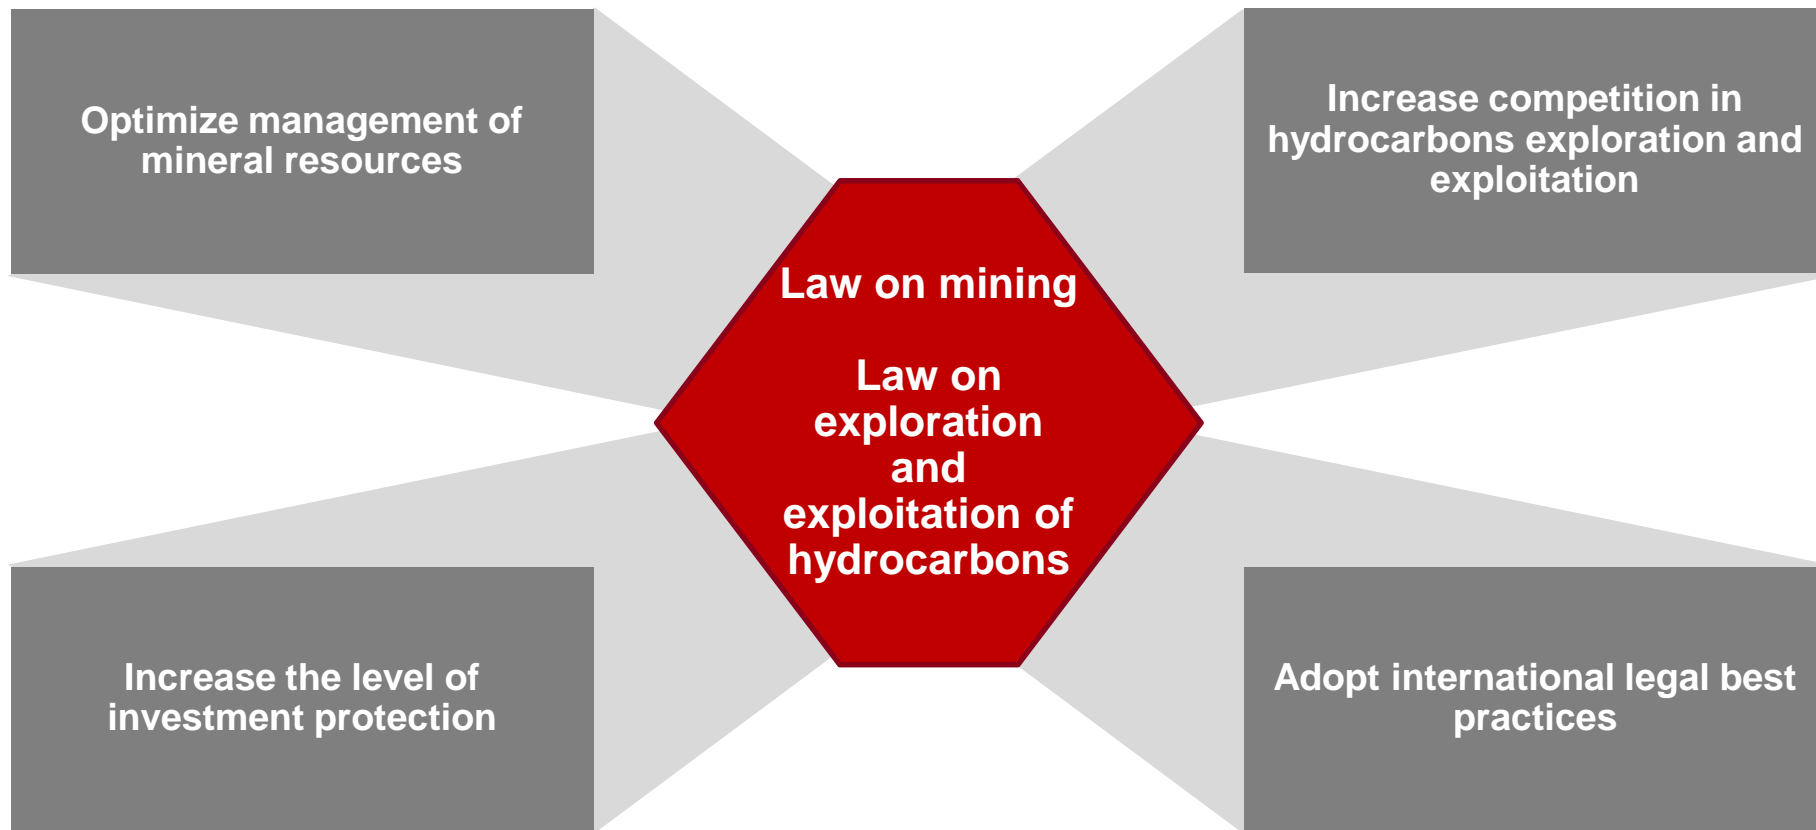 Optimize management of
mineral resources
Increase competition in
hydrocarbons exploration and
exploitation
Law on mining
Law on
exploration
and
exploitation of
hydrocarbons
Increase the level of
investment protection
Adopt international legal best
practices